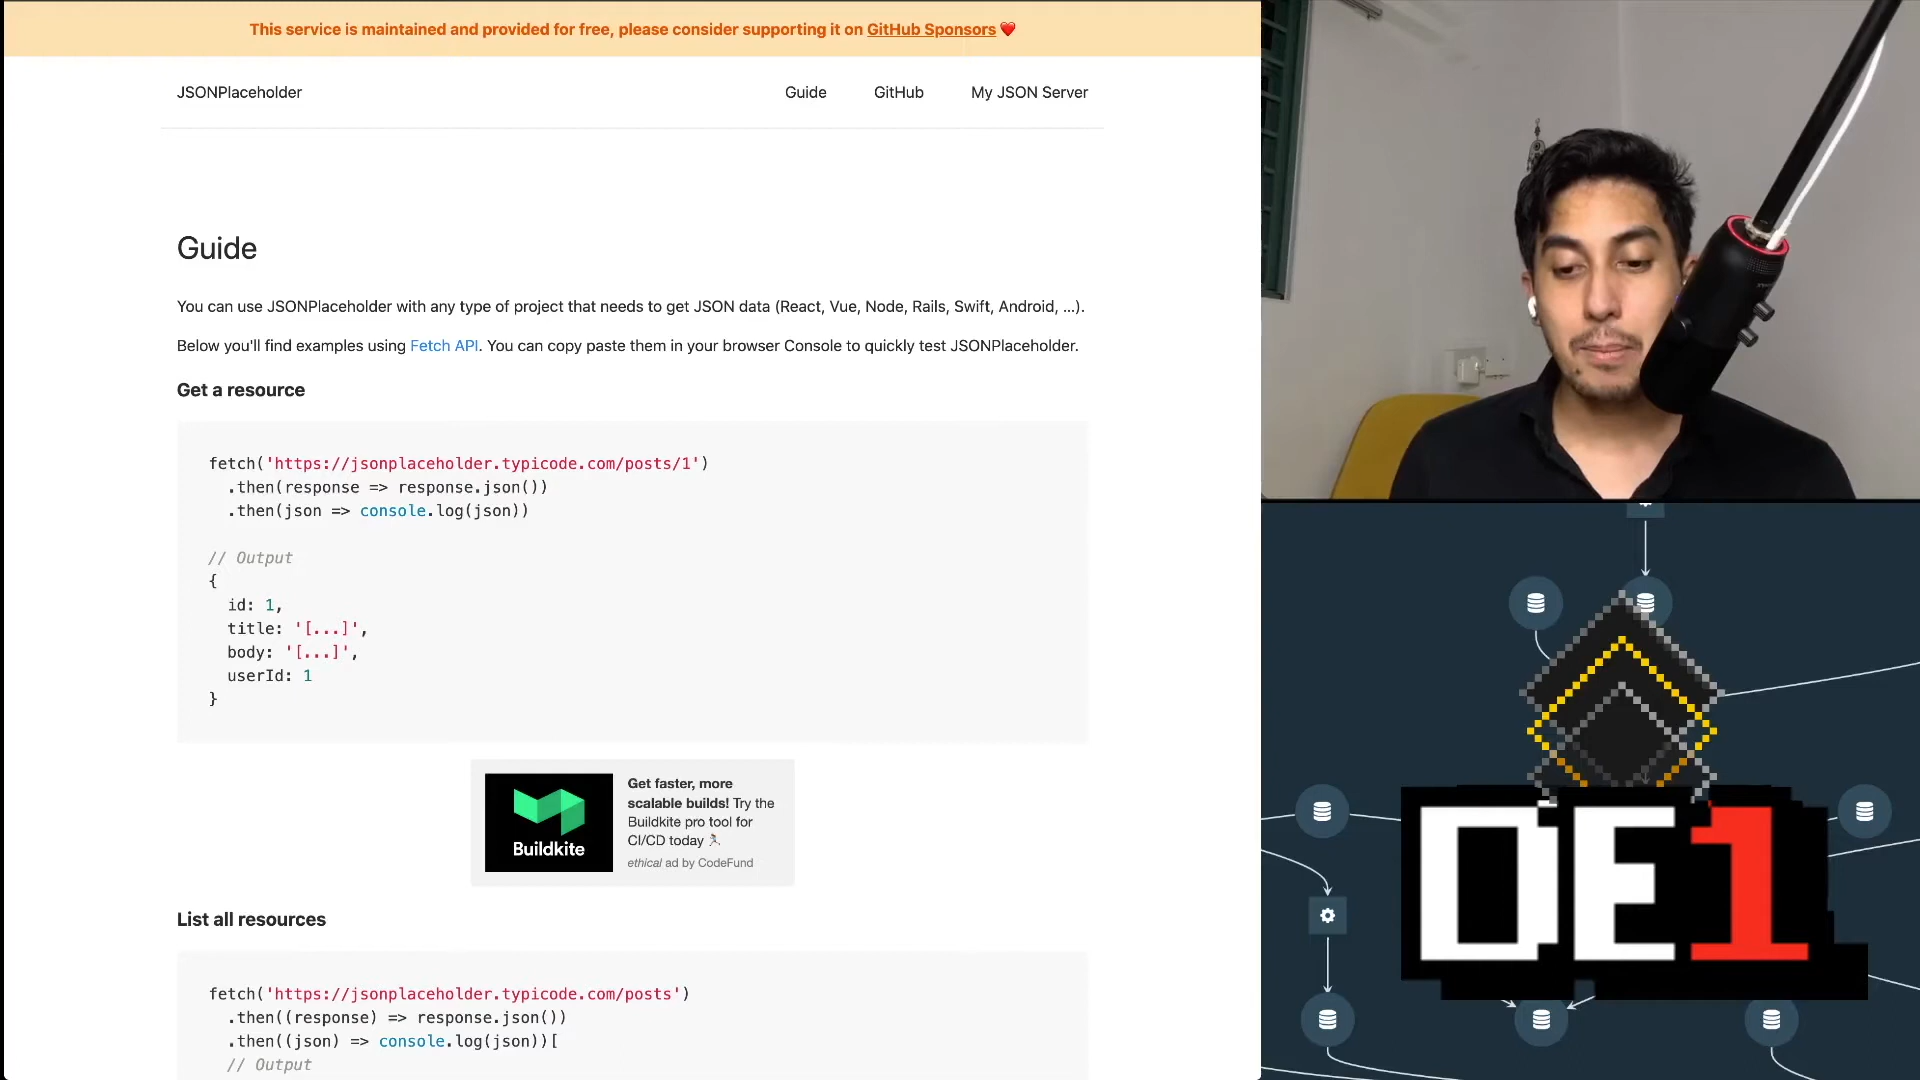 This service is maintained and provided for free, please consider supporting it on GitHub Sponsors ❤️
JSONPlaceholder
Guide
GitHub
My JSON Server
Guide
You can use JSONPlaceholder with any type of project that needs to get JSON data (React, Vue, Node, Rails, Swift, Android, ...).
Below you'll find examples using Fetch API. You can copy paste them in your browser Console to quickly test JSONPlaceholder.
Get a resource
fetch('https://jsonplaceholder.typicode.com/posts/1')
  .then(response => response.json())
  .then(json => console.log(json))
// Output
{
  id: 1,
  title: '[...]',
  body: '[...]',
  userId: 1
}
Buildkite
Get faster, more
scalable builds! Try the
Buildkite pro tool for
CI/CD today 🏃
ethical ad by CodeFund
List all resources
fetch('https://jsonplaceholder.typicode.com/posts')
  .then((response) => response.json())
  .then((json) => console.log(json))[
  // Output
DE1